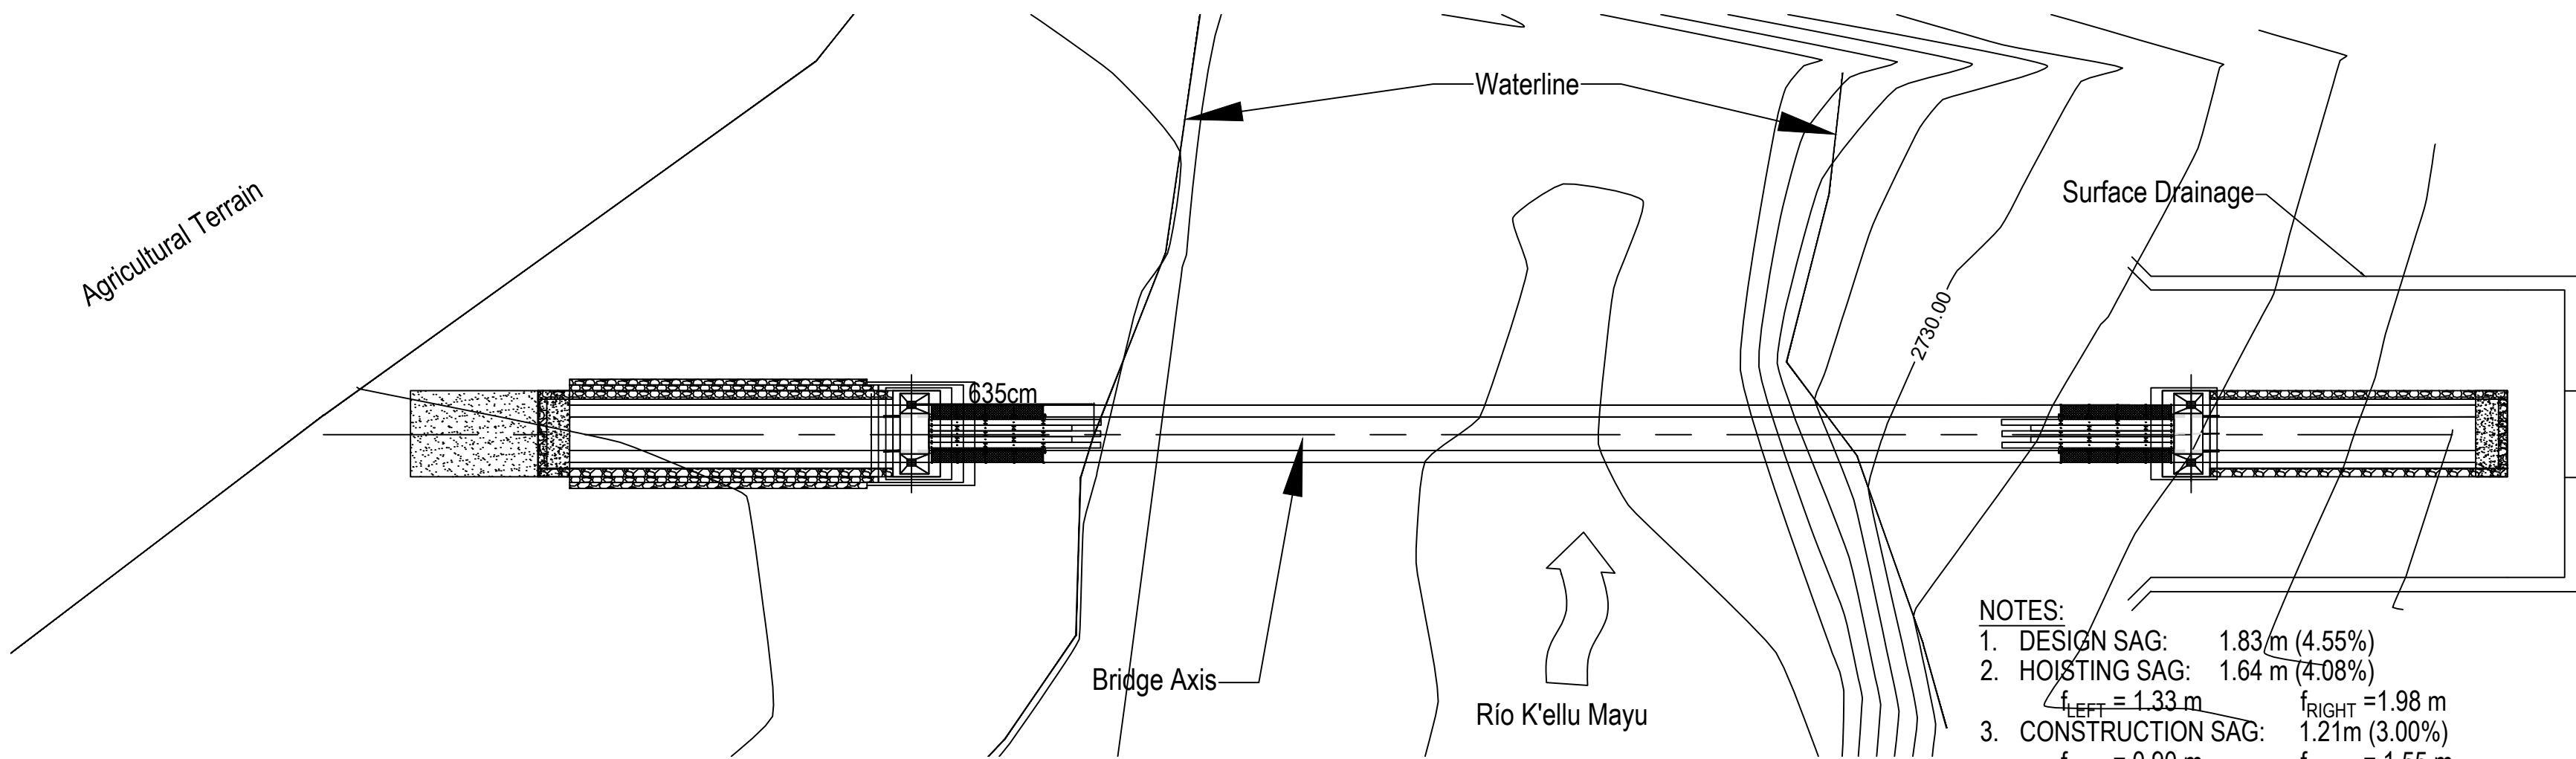 Waterline
Agricultural Terrain
Surface Drainage
2730.00
635cm
Bridge Axis
Río K'ellu Mayu
NOTES:
1. DESIGN SAG: 1.83 m (4.55%)
2. HOISTING SAG: 1.64 m (4.08%)
fLEFT = 1.33 m fRIGHT =1.98 m
3. CONSTRUCTION SAG: 1.21m (3.00%)